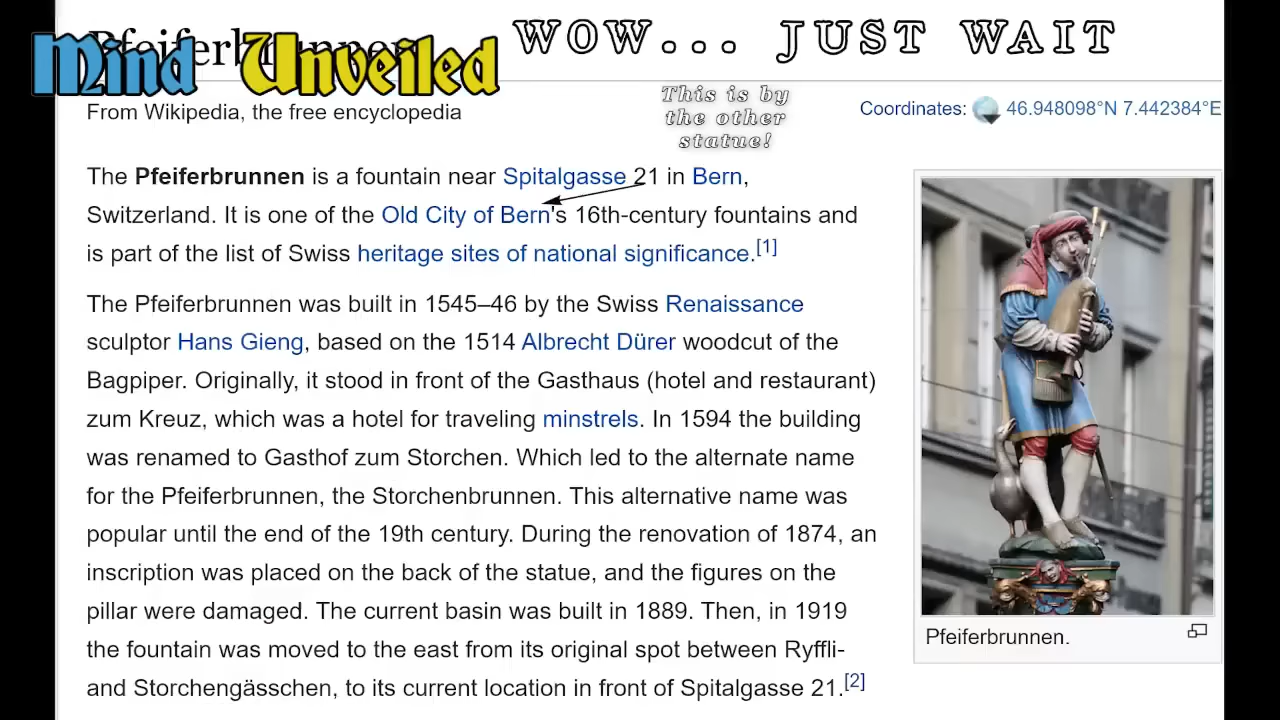 Pfeiferbrunnen
Mind Unveiled
WOW... JUST WAIT
From Wikipedia, the free encyclopedia
This is by
the other
statue!
Coordinates: 46.948098°N 7.442384°E
The Pfeiferbrunnen is a fountain near Spitalgasse 21 in Bern,
Switzerland. It is one of the Old City of Bern's 16th-century fountains and
is part of the list of Swiss heritage sites of national significance.[1]
The Pfeiferbrunnen was built in 1545–46 by the Swiss Renaissance
sculptor Hans Gieng, based on the 1514 Albrecht Dürer woodcut of the
Bagpiper. Originally, it stood in front of the Gasthaus (hotel and restaurant)
zum Kreuz, which was a hotel for traveling minstrels. In 1594 the building
was renamed to Gasthof zum Storchen. Which led to the alternate name
for the Pfeiferbrunnen, the Storchenbrunnen. This alternative name was
popular until the end of the 19th century. During the renovation of 1874, an
inscription was placed on the back of the statue, and the figures on the
pillar were damaged. The current basin was built in 1889. Then, in 1919
the fountain was moved to the east from its original spot between Ryffli-
and Storchengässchen, to its current location in front of Spitalgasse 21.[2]
Pfeiferbrunnen.